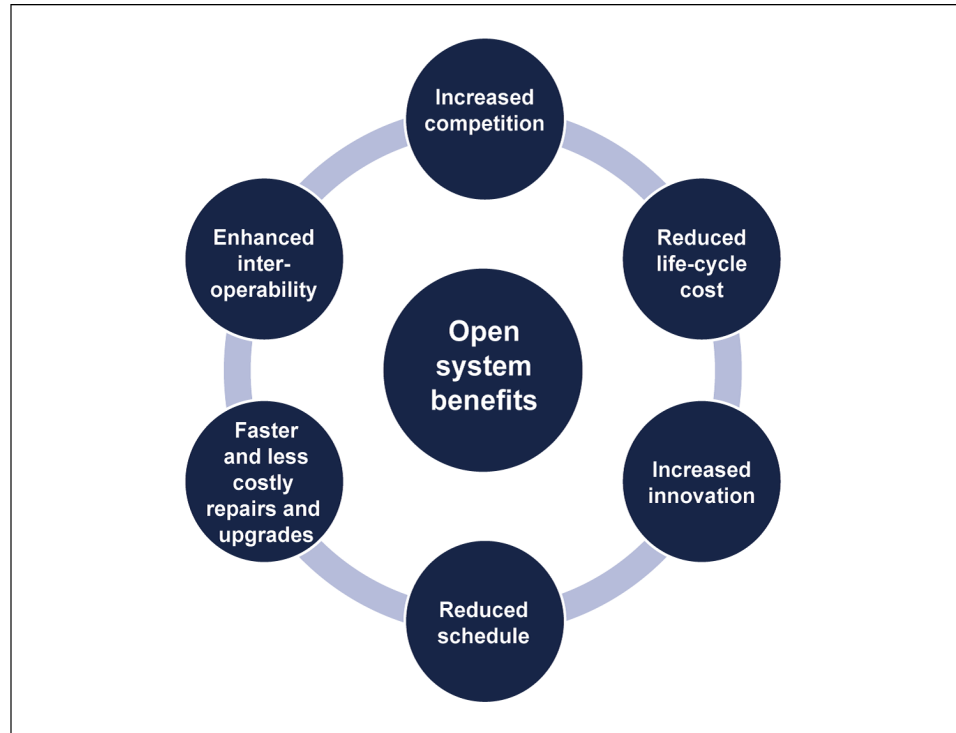 Increased
competition
Reduced
life-cycle
cost
Increased
innovation
Reduced
schedule
Faster
and less
costly
repairs and
upgrades
Enhanced
inter-
operability
Open
system
benefits